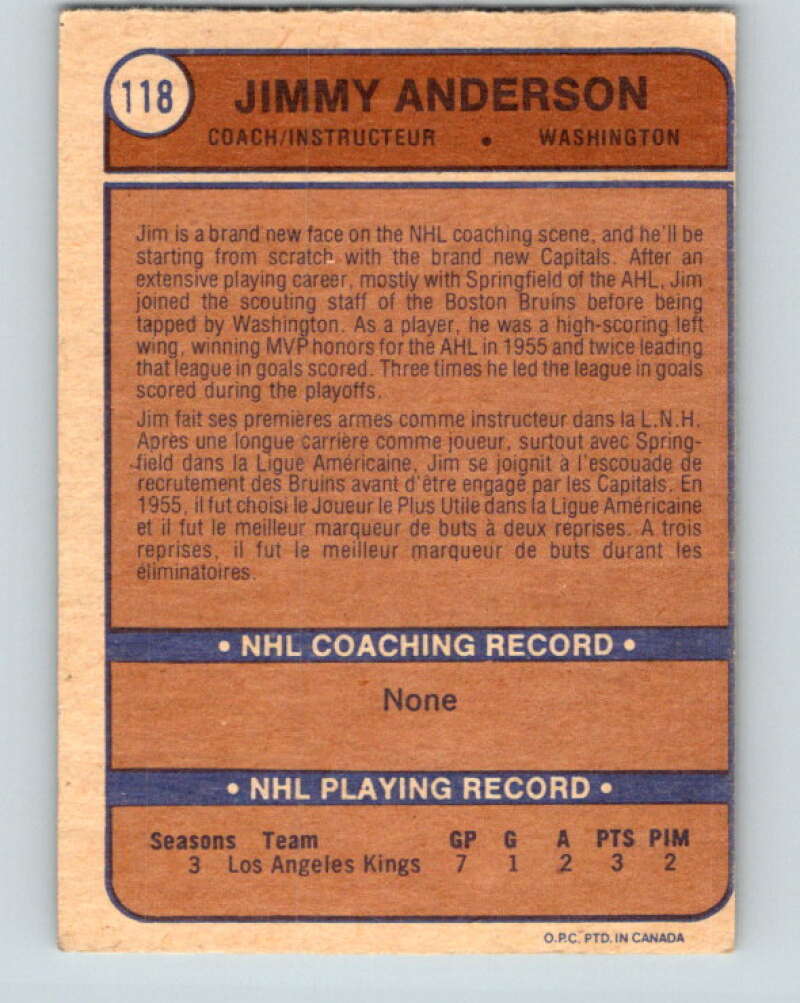 118
JIMMY ANDERSON
COACH/INSTRUCTEUR • WASHINGTON
Jim is a brand new face on the NHL coaching scene, and he'll be
starting from scratch with the brand new Capitals. After an
extensive playing career, mostly with Springfield of the AHL, Jim
joined the scouting staff of the Boston Bruins before being
tapped by Washington. As a player, he was a high-scoring left
wing, winning MVP honors for the AHL in 1955 and twice leading
that league in goals scored. Three times he led the league in goals
scored during the playoffs.
Jim fait ses premières armes comme instructeur dans la L.N.H.
Après une longue carrière comme joueur, surtout avec Spring-
field dans la Ligue Américaine, Jim se joignit à l'escouade de
recrutement des Bruins avant d'être engagé par les Capitals. En
1955, il fut choisi le Joueur le Plus Utile dans la Ligue Américaine
et il fut le meilleur marqueur de buts à deux reprises. A trois
reprises, il fut le meilleur marqueur de buts durant les
éliminatoires.
• NHL COACHING RECORD •
None
• NHL PLAYING RECORD •
Seasons Team GP G A PTS PIM
3 Los Angeles Kings 7 1 2 3 2
O.P.C. PTD. IN CANADA